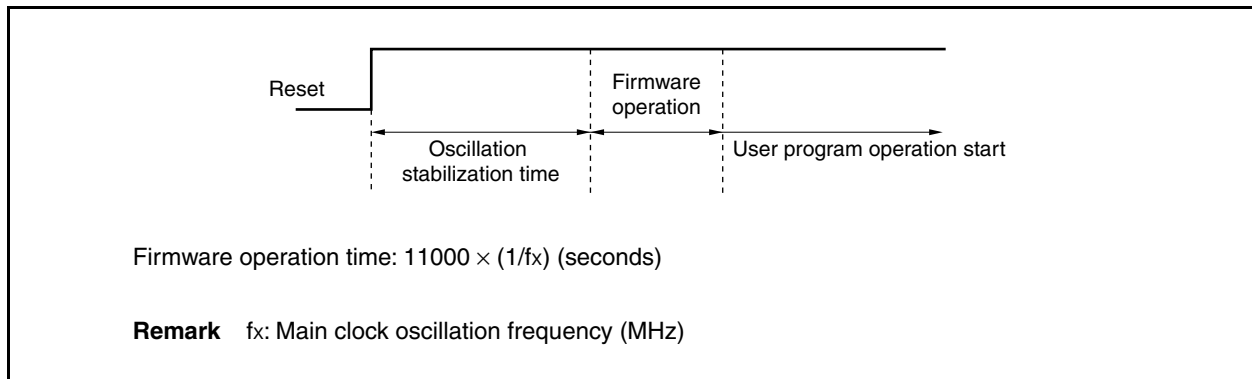 Reset
Firmware
operation
Oscillation
stabilization time
User program operation start
Firmware operation time: 11000 × (1/fx) (seconds)
Remark fx: Main clock oscillation frequency (MHz)